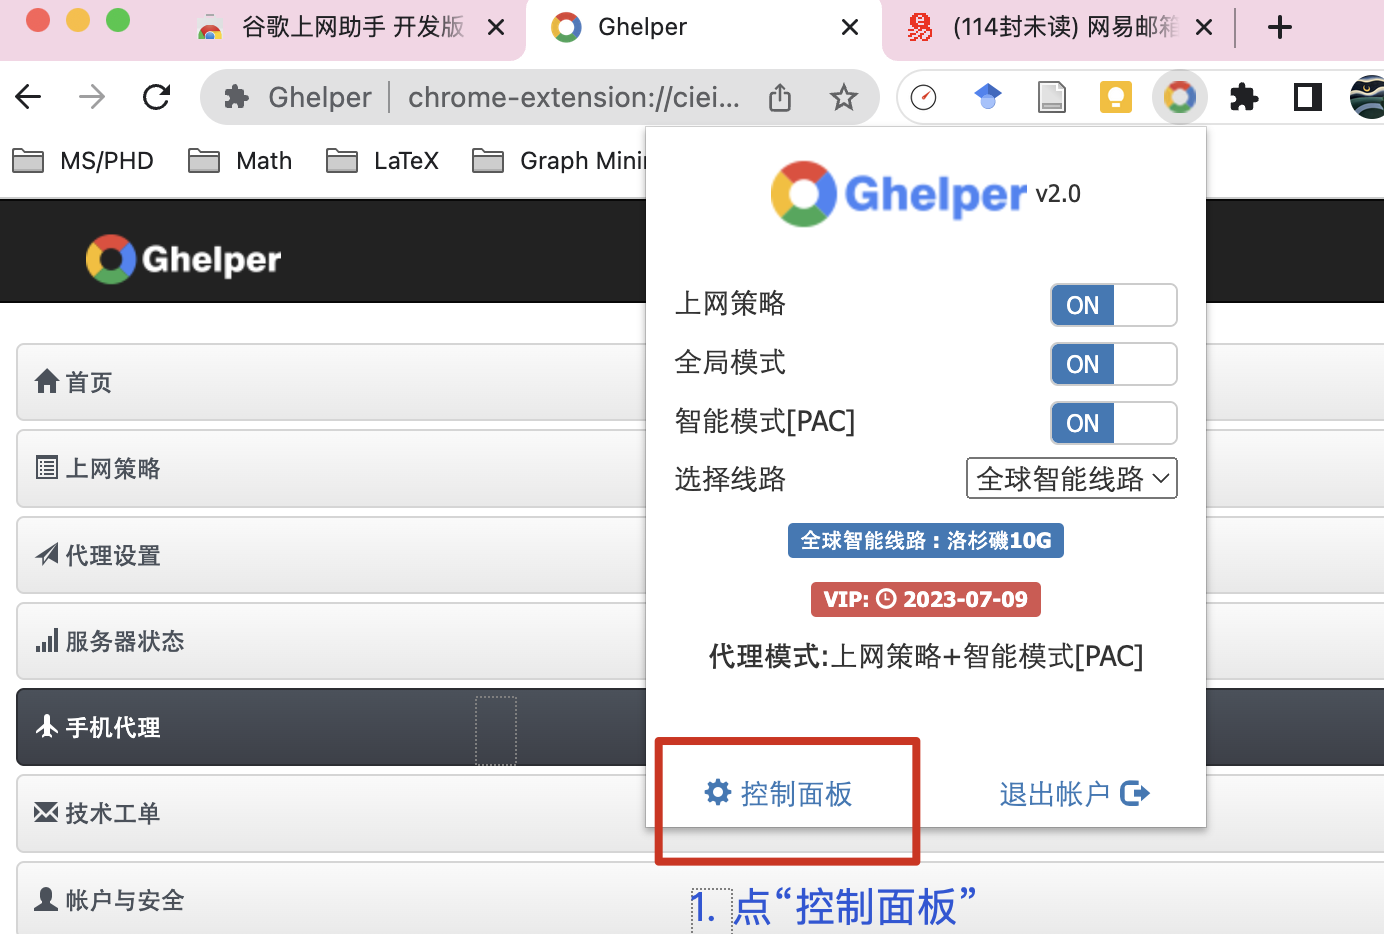 谷歌上网助手 开发版
Ghelper
(114封未读) 网易邮箱
Ghelper
chrome-extension://ciei...
MS/PHD
Math
LaTeX
Graph Minin
Ghelper
首页
上网策略
代理设置
服务器状态
手机代理
技术工单
帐户与安全
Ghelper v2.0
上网策略 ON
全局模式 ON
智能模式[PAC] ON
选择线路 全球智能线路
全球智能线路：洛杉磯10G
VIP: 2023-07-09
代理模式:上网策略+智能模式[PAC]
控制面板
退出帐户
1. 点“控制面板”